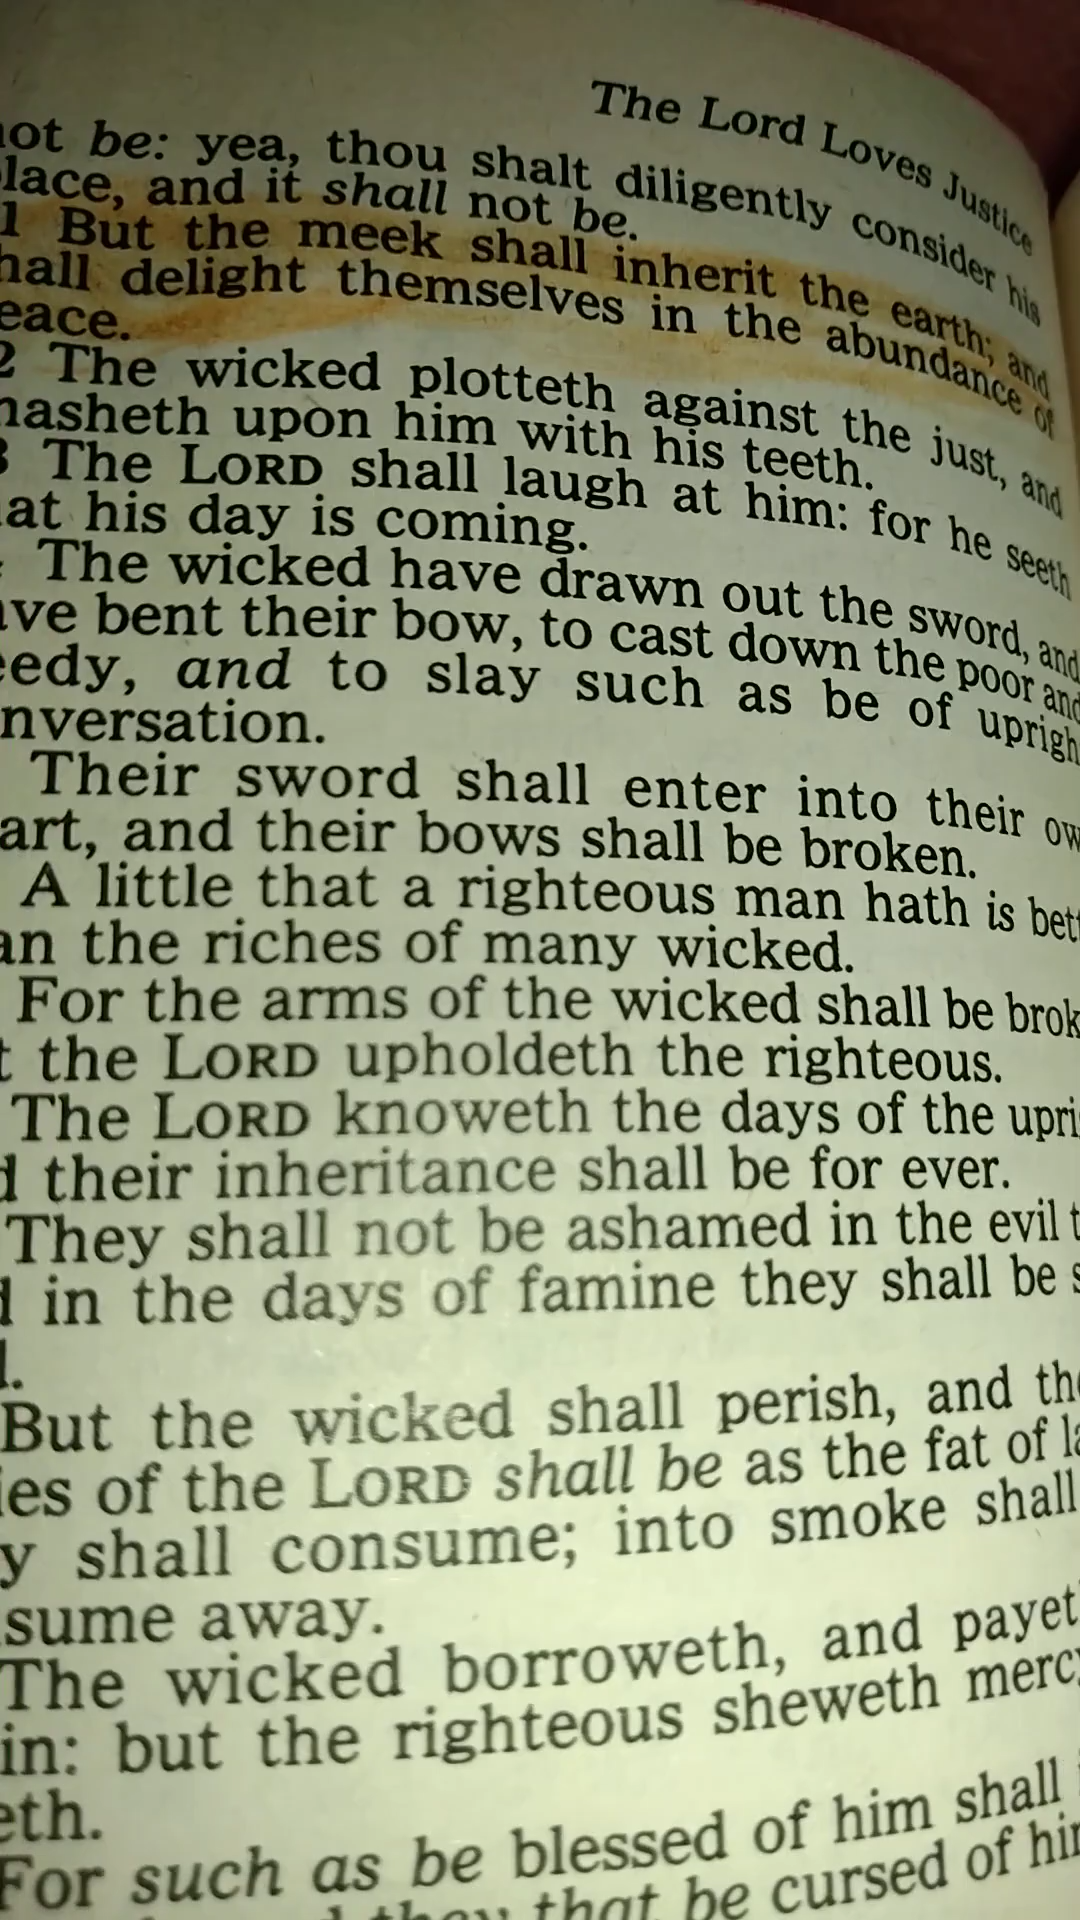 The Lord Loves Justice
ot be: yea, thou shalt diligently consider his
lace, and it shall not be.
1 But the meek shall inherit the earth; and
hall delight themselves in the abundance of
eace.
2 The wicked plotteth against the just, and
nasheth upon him with his teeth.
3 The LORD shall laugh at him: for he seeth
at his day is coming.
The wicked have drawn out the sword, and
ve bent their bow, to cast down the poor and
edy, and to slay such as be of uprigh
nversation.
Their sword shall enter into their ow
art, and their bows shall be broken.
A little that a righteous man hath is bett
an the riches of many wicked.
For the arms of the wicked shall be brok
t the LORD upholdeth the righteous.
The LORD knoweth the days of the upri
d their inheritance shall be for ever.
They shall not be ashamed in the evil t
d in the days of famine they shall be s
d.
But the wicked shall perish, and the
ies of the LORD shall be as the fat of la
y shall consume; into smoke shall
sume away.
The wicked borroweth, and payeth
in: but the righteous sheweth mercy
eth.
For such as be blessed of him shall i
they that be cursed of him